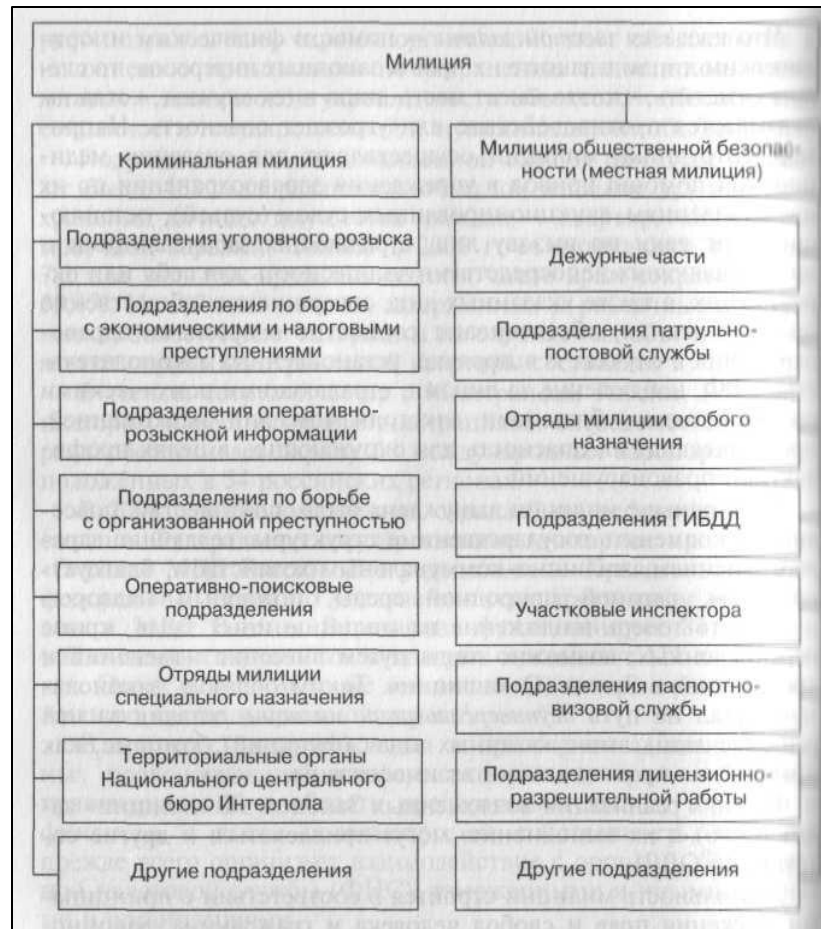 Милиция
Криминальная милиция
Подразделения уголовного розыска
Подразделения по борьбе
с экономическими и налоговыми
преступлениями
Подразделения оперативно-
розыскной информации
Подразделения по борьбе
с организованной преступностью
Оперативно-поисковые
подразделения
Отряды милиции
специального назначения
Территориальные органы
Национального центрального
бюро Интерпола
Другие подразделения
Милиция общественной безопас-
ности (местная милиция)
Дежурные части
Подразделения патрульно-
постовой службы
Отряды милиции особого
назначения
Подразделения ГИБДД
Участковые инспектора
Подразделения паспортно-
визовой службы
Подразделения лицензионно-
разрешительной работы
Другие подразделения